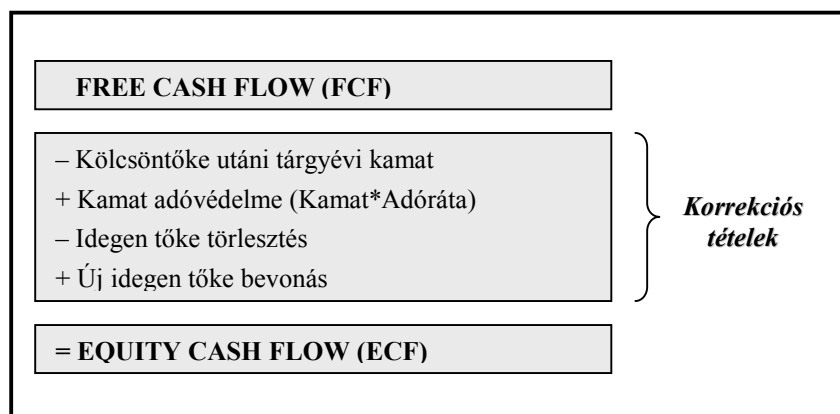 FREE CASH FLOW (FCF)
– Kölcsöntőke utáni tárgyévi kamat
+ Kamat adóvédelme (Kamat*Adóráta)
– Idegen tőke törlesztés
+ Új idegen tőke bevonás
Korrekciós
tételek
= EQUITY CASH FLOW (ECF)